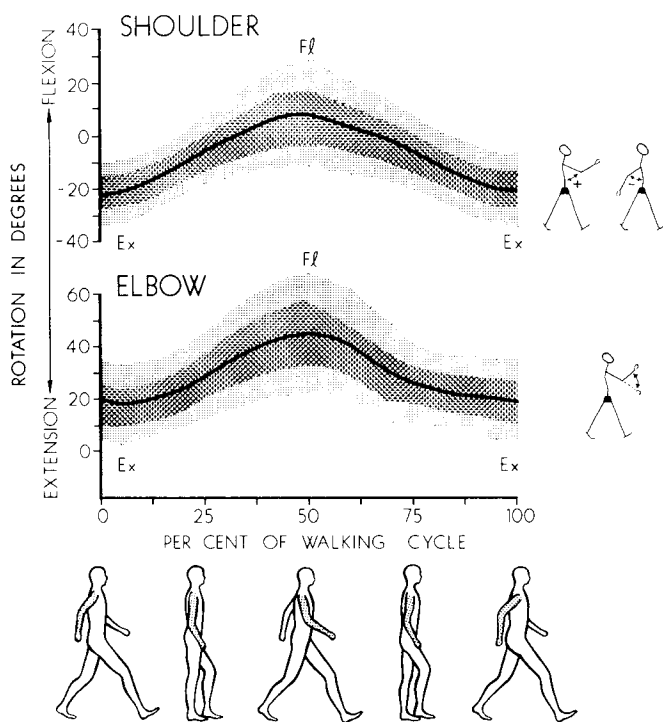 SHOULDER
FLEXION
40
20
0
-20
-40
Fl
Ex
Ex
+
-
ROTATION IN DEGREES
ELBOW
EXTENSION
60
40
20
0
Fl
Ex
Ex
0
25
50
75
100
PER CENT OF WALKING CYCLE